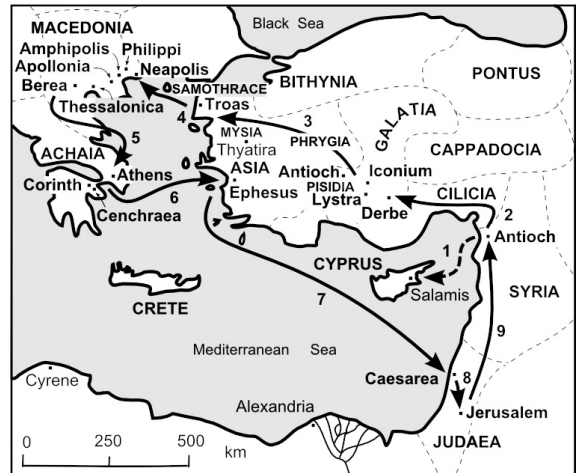 Black Sea
MACEDONIA
Amphipolis
Philippi
Apollonia
Neapolis
Berea
SAMOTHRACE
BITHYNIA
PONTUS
Thessalonica
Troas
4
3
GALATIA
MYSIA
PHRYGIA
Thyatira
CAPPADOCIA
5
ACHAIA
Athens
ASIA
Antioch
Iconium
PISIDIA
Corinth
6
Ephesus
Lystra
CILICIA
Cenchraea
Derbe
2
Antioch
1
CYPRUS
Salamis
SYRIA
CRETE
7
9
Mediterranean Sea
Cyrene
Caesarea
8
Alexandria
Jerusalem
JUDAEA
0 250 500
km